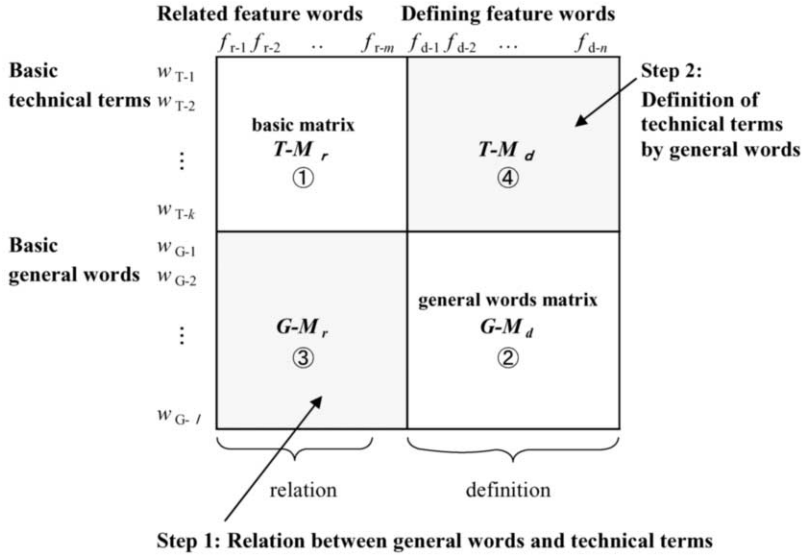 Related feature words Defining feature words
f r-1 f r-2 ·· f r-m f d-1 f d-2 ··· f d-n
Basic
technical terms
w T-1
w T-2
⋮
w T-k
basic matrix
T-M r
①
T-M d
④
Step 2:
Definition of
technical terms
by general words
Basic
general words
w G-1
w G-2
⋮
w G- l
G-M r
③
general words matrix
G-M d
②
relation
definition
Step 1: Relation between general words and technical terms